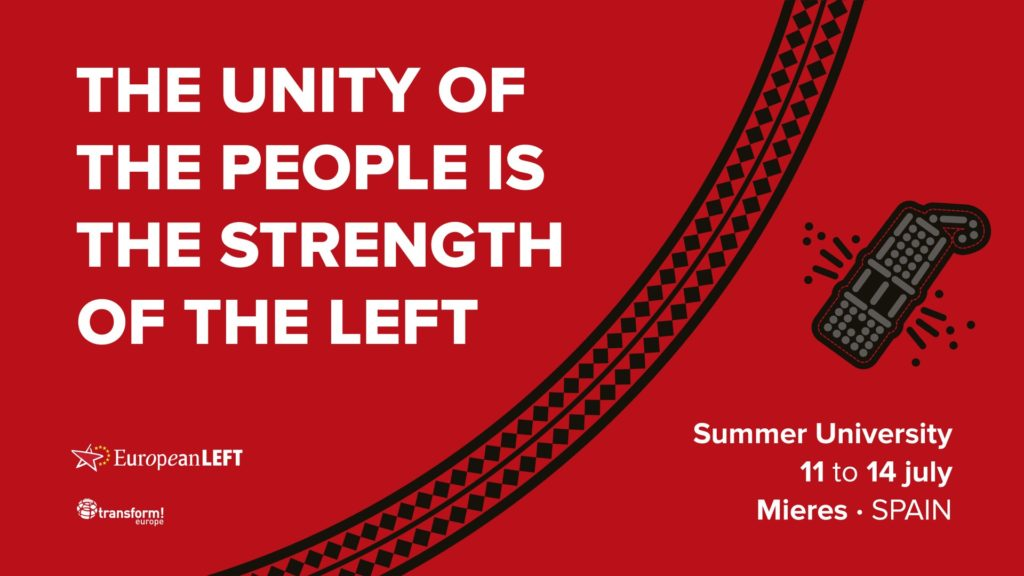 THE UNITY OF
THE PEOPLE IS
THE STRENGTH
OF THE LEFT
EuropeanLEFT
transform!
europe
Summer University
11 to 14 july
Mieres · SPAIN